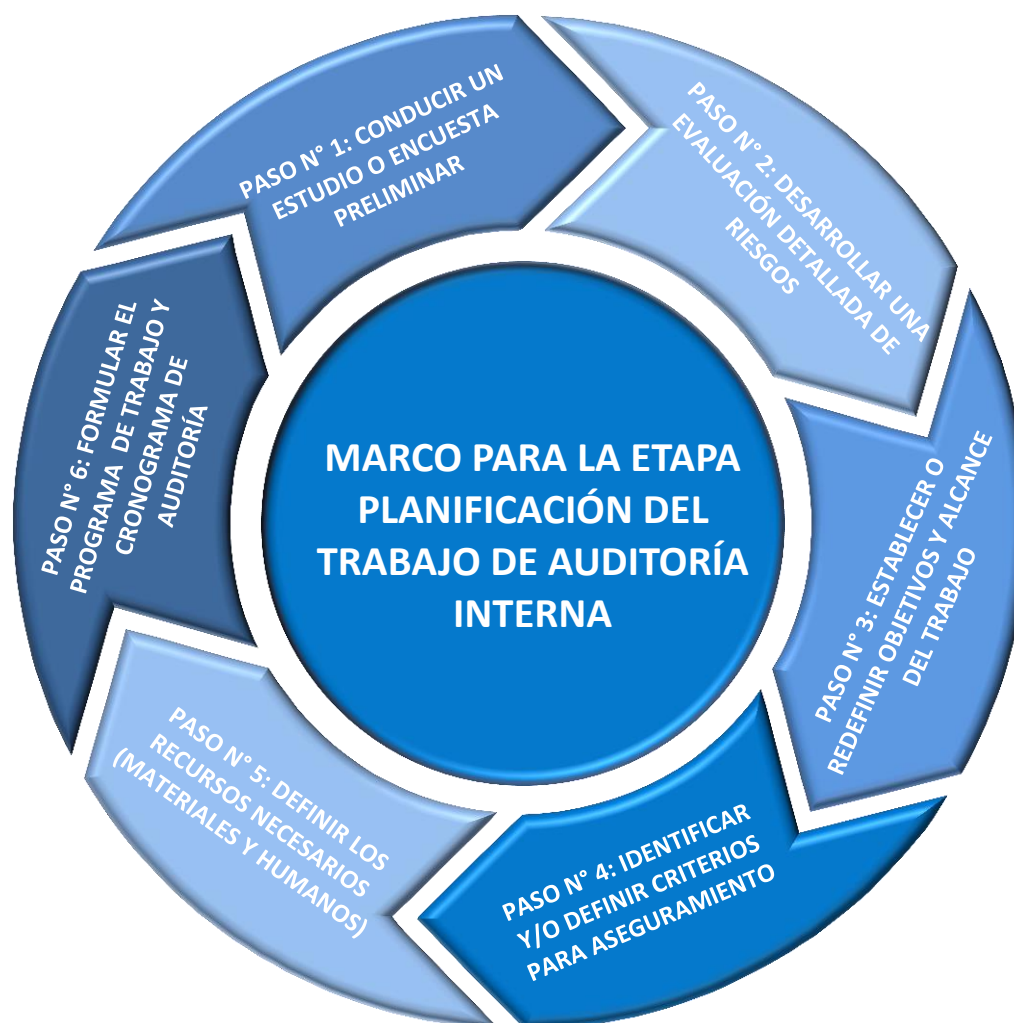 PASO N° 1: CONDUCIR UN
ESTUDIO O ENCUESTA
PRELIMINAR
PASO N° 2: DESARROLLAR UNA
EVALUACIÓN DETALLADA DE
RIESGOS
PASO N° 3: ESTABLECER O
REDEFINIR OBJETIVOS Y ALCANCE
DEL TRABAJO
PASO N° 4: IDENTIFICAR
Y/O DEFINIR CRITERIOS
PARA ASEGURAMIENTO
PASO N° 5: DEFINIR LOS
RECURSOS NECESARIOS
(MATERIALES Y HUMANOS)
PASO N° 6: FORMULAR EL
PROGRAMA DE TRABAJO Y
CRONOGRAMA DE
AUDITORÍA
MARCO PARA LA ETAPA
PLANIFICACIÓN DEL
TRABAJO DE AUDITORÍA
INTERNA